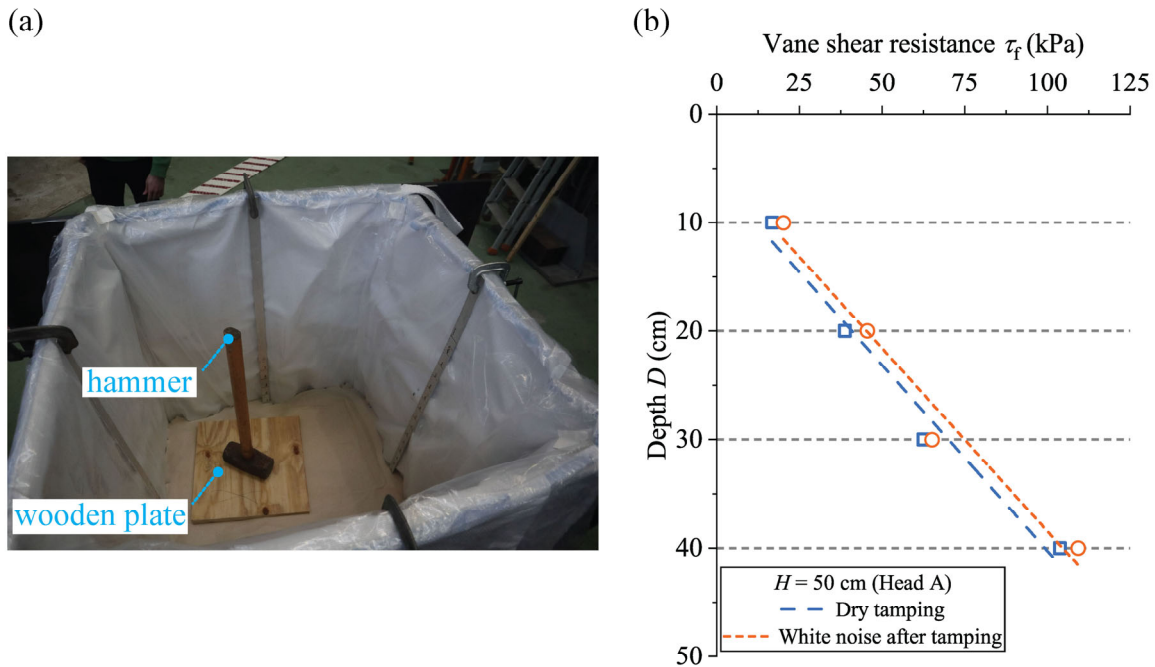 (a)
hammer
wooden plate
(b)
Vane shear resistance τf (kPa)
0 25 50 75 100 125
Depth D (cm)
0
10
20
30
40
50
H = 50 cm (Head A)
Dry tamping
White noise after tamping